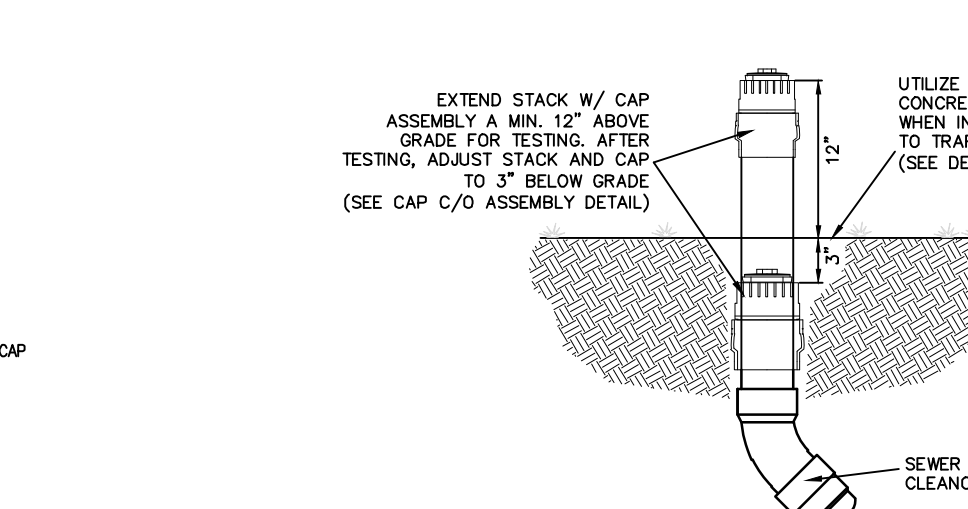 EXTEND STACK W/ CAP
ASSEMBLY A MIN. 12" ABOVE
GRADE FOR TESTING. AFTER
TESTING, ADJUST STACK AND CAP
TO 3" BELOW GRADE
(SEE CAP C/O ASSEMBLY DETAIL)
12"
3"
UTILIZE
CONCRE
WHEN IN
TO TRAF
(SEE DE
CAP
SEWER
CLEANO